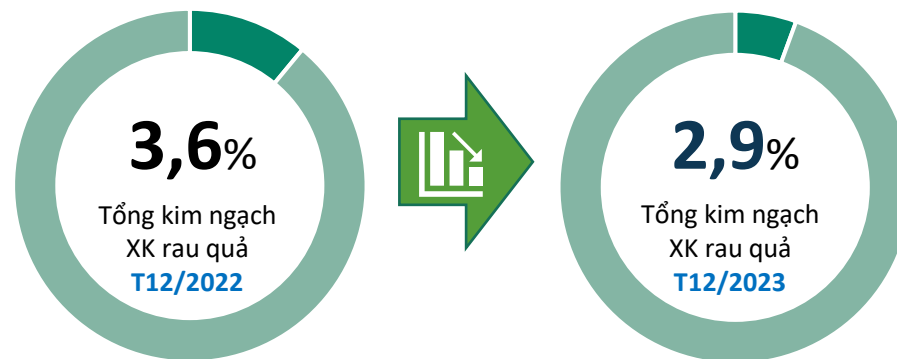 3,6%
Tổng kim ngạch
XK rau quả
T12/2022
2,9%
Tổng kim ngạch
XK rau quả
T12/2023